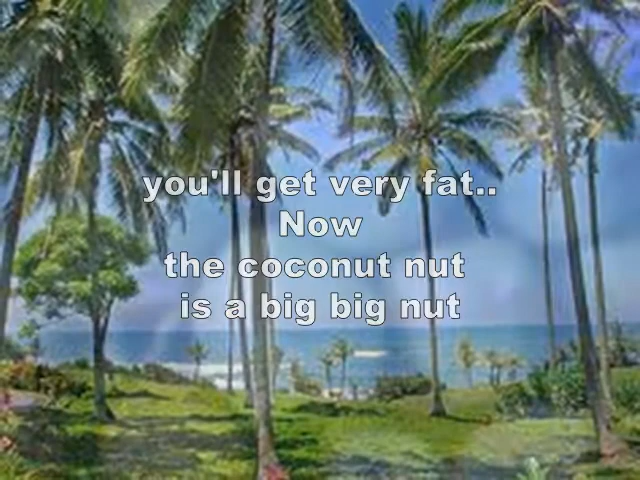 you'll get very fat..
Now
the coconut nut
is a big big nut